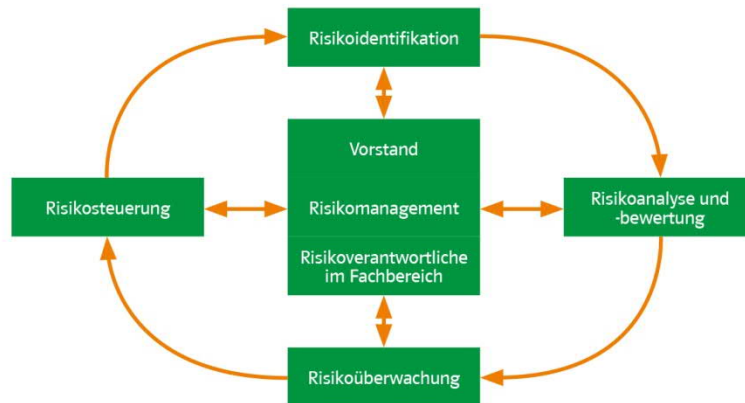 Risikoidentifikation
Vorstand
Risikosteuerung
Risikomanagement
Risikoanalyse und
-bewertung
Risikoverantwortliche
im Fachbereich
Risikoüberwachung